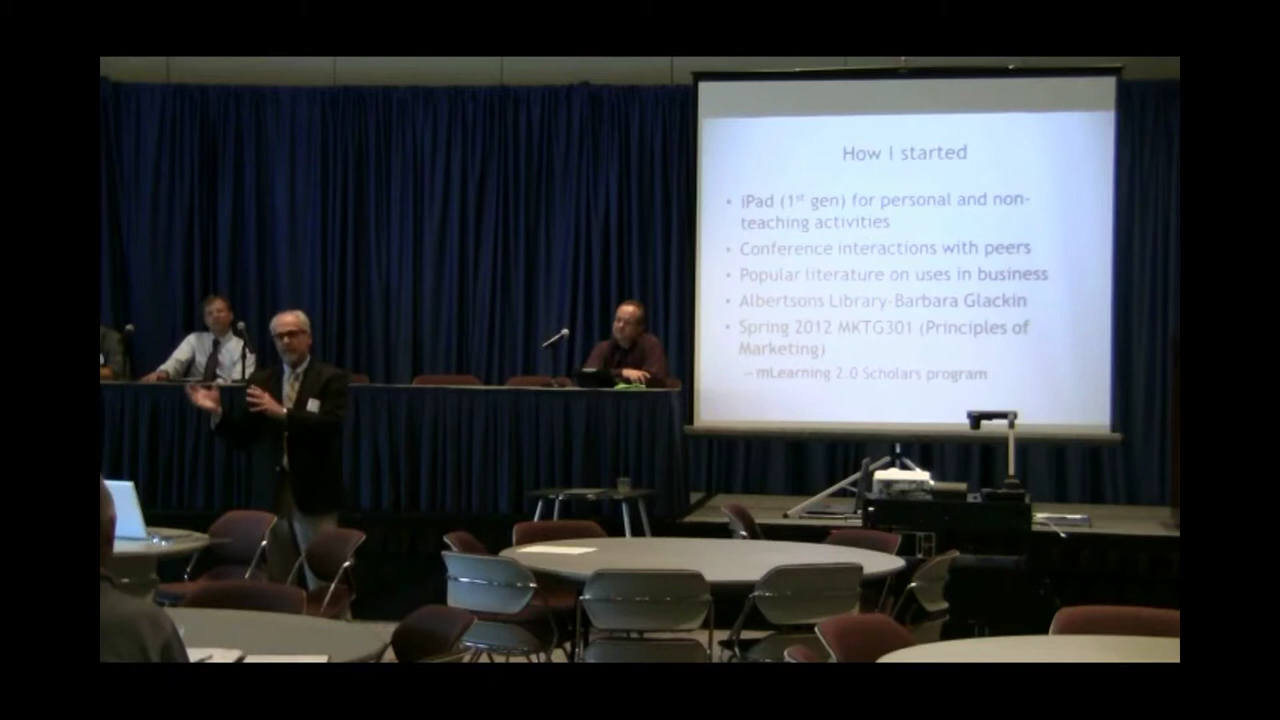 How I started
• iPad (1st gen) for personal and non-
teaching activities
• Conference interactions with peers
• Popular literature on uses in business
• Albertsons Library-Barbara Glackin
• Spring 2012 MKTG301 (Principles of
Marketing)
– mLearning 2.0 Scholars program